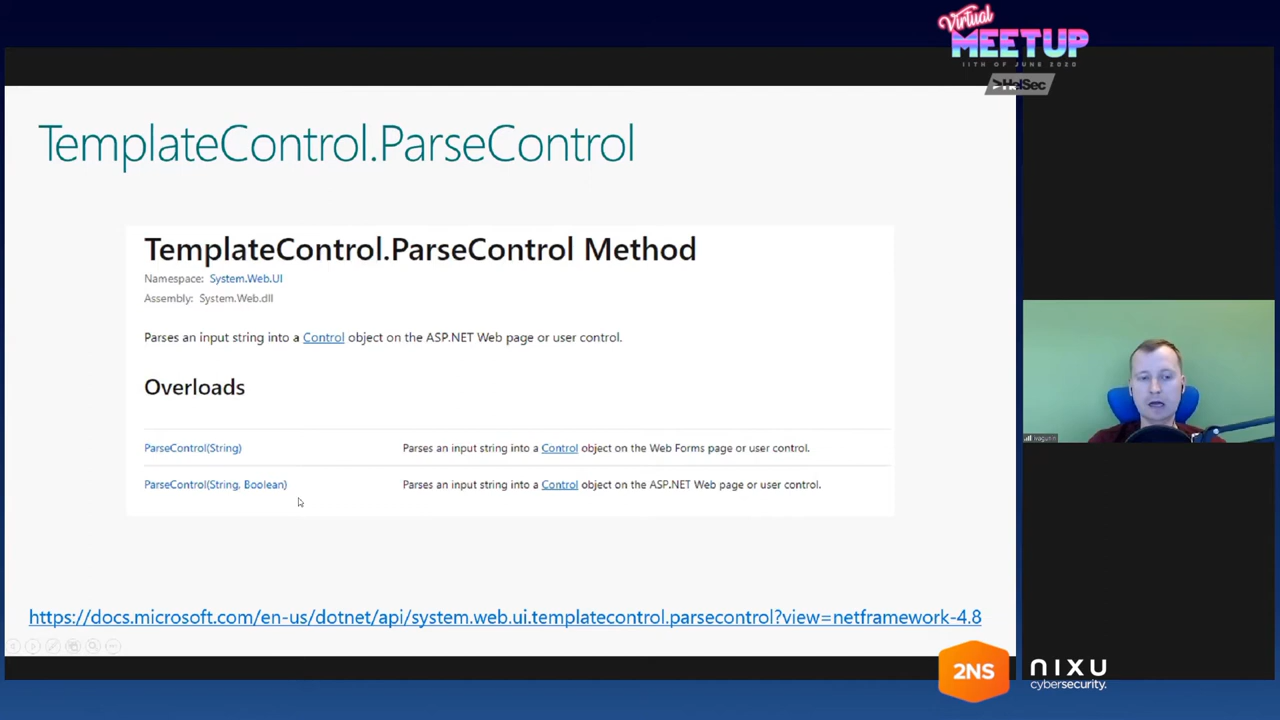 Virtual
MEETUP
11TH OF JUNE 2020
>HelSec
TemplateControl.ParseControl
TemplateControl.ParseControl Method
Namespace: System.Web.UI
Assembly: System.Web.dll
Parses an input string into a Control object on the ASP.NET Web page or user control.
Overloads
ParseControl(String) Parses an input string into a Control object on the Web Forms page or user control.
ParseControl(String, Boolean) Parses an input string into a Control object on the ASP.NET Web page or user control.
https://docs.microsoft.com/en-us/dotnet/api/system.web.ui.templatecontrol.parsecontrol?view=netframework-4.8
2NS
nixu
cybersecurity.